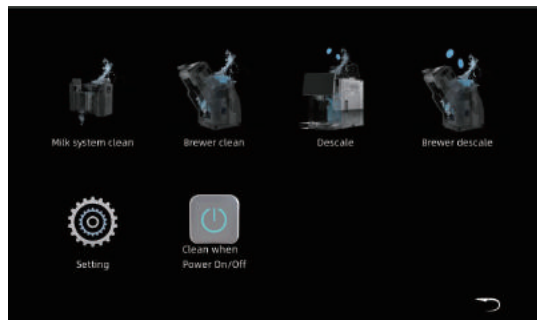 Milk system clean
Brewer clean
Descale
Brewer descale
Setting
Clean when
Power On/Off